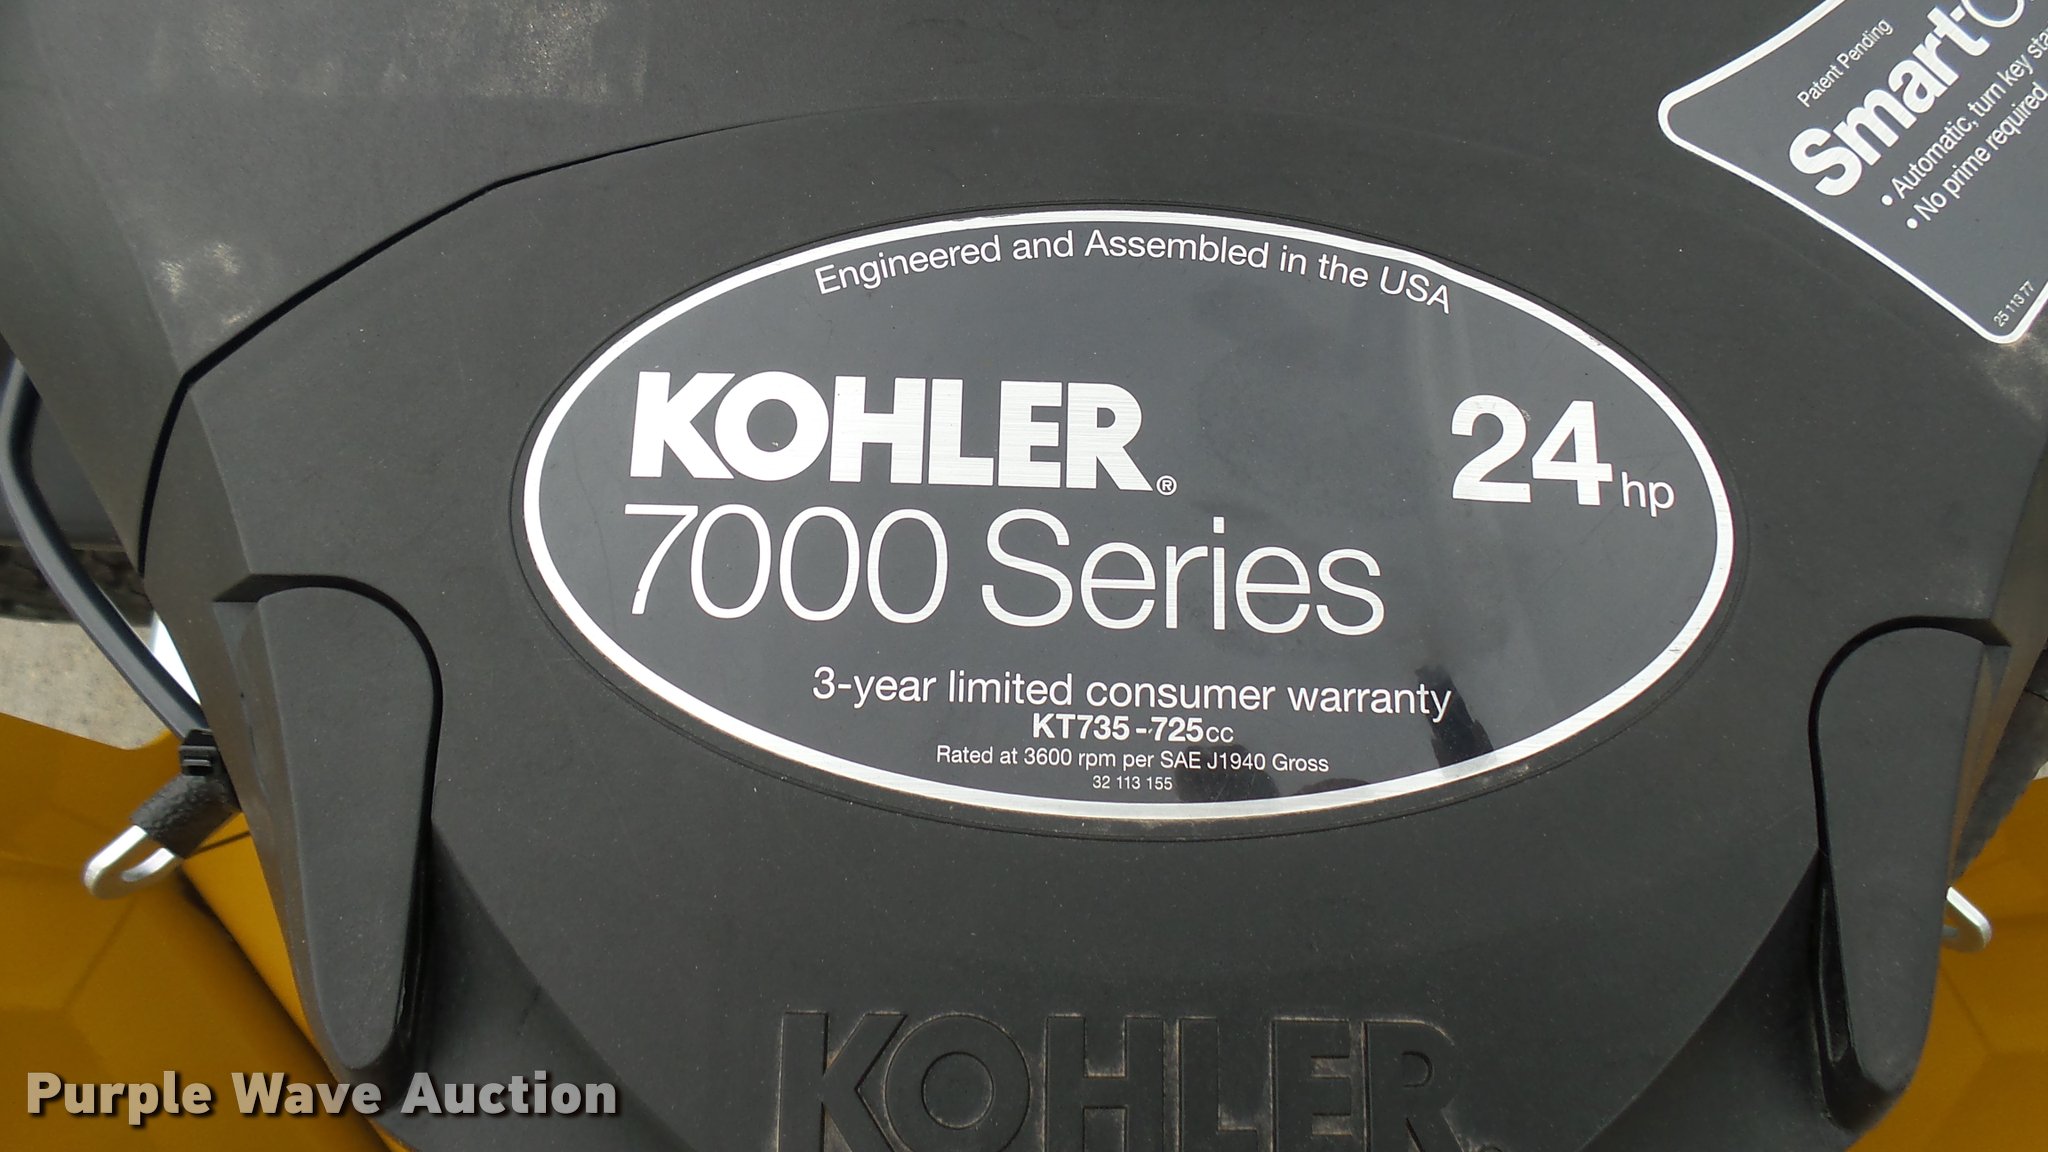 Patent Pending
Smart-
• Automatic, turn key
• No prime required
25 113 77
Engineered and Assembled in the USA
KOHLER®
24 hp
7000 Series
3-year limited consumer warranty
KT735-725cc
Rated at 3600 rpm per SAE J1940 Gross
32 113 155
KOHLER
Purple Wave Auction